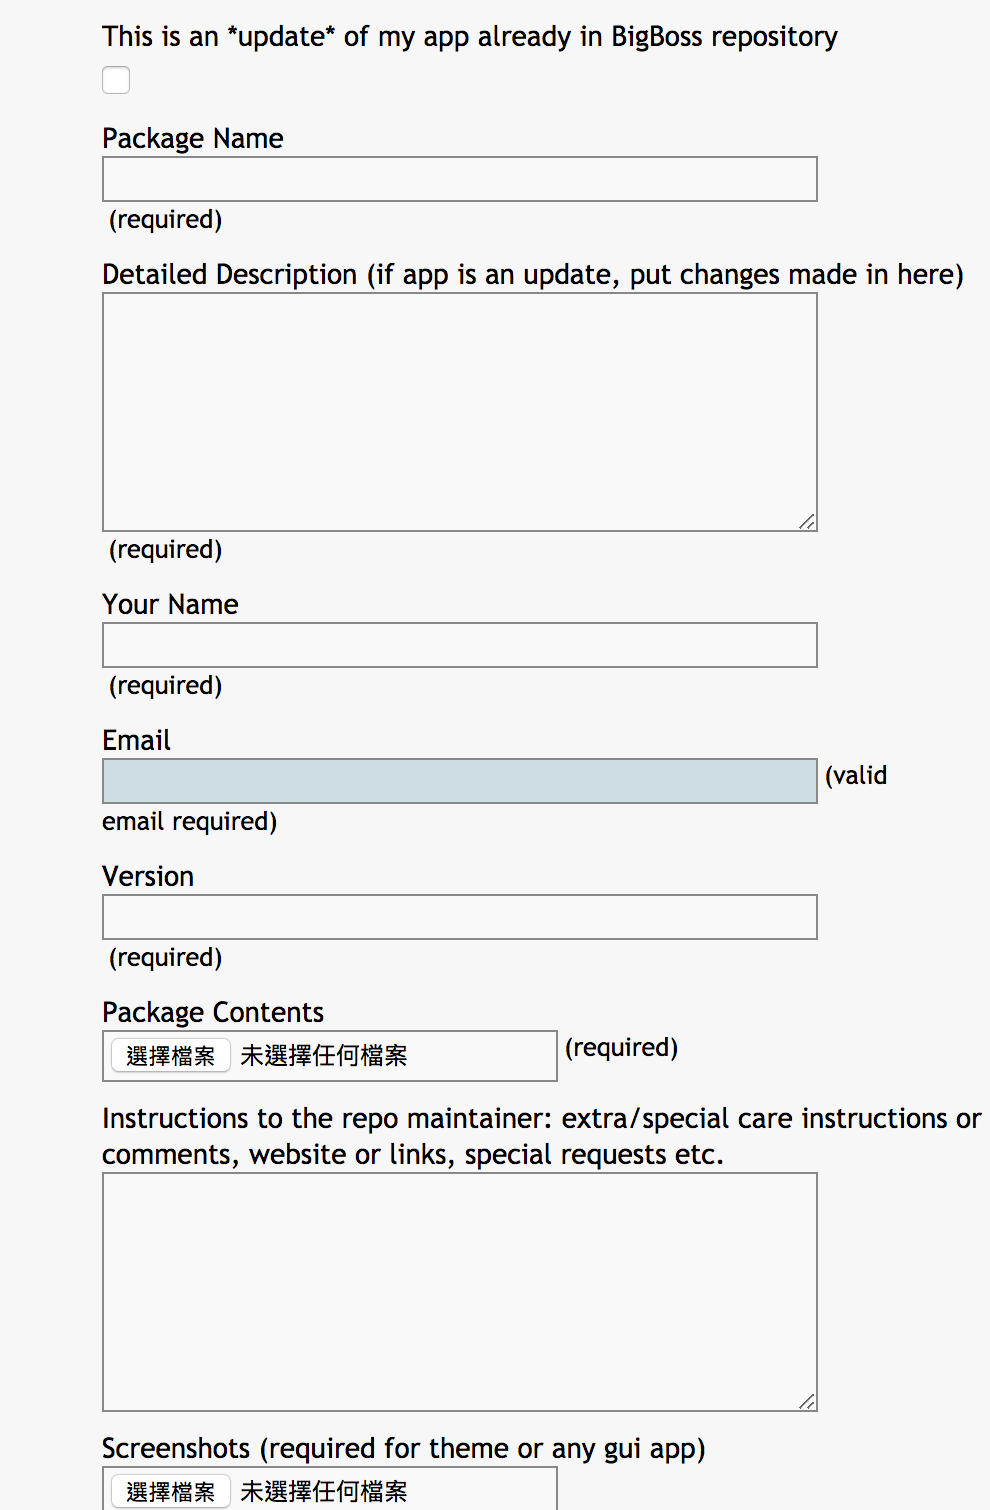 This is an *update* of my app already in BigBoss repository
Package Name
(required)
Detailed Description (if app is an update, put changes made in here)
(required)
Your Name
(required)
Email
(valid
email required)
Version
(required)
Package Contents
選擇檔案 未選擇任何檔案 (required)
Instructions to the repo maintainer: extra/special care instructions or
comments, website or links, special requests etc.
Screenshots (required for theme or any gui app)
選擇檔案 未選擇任何檔案